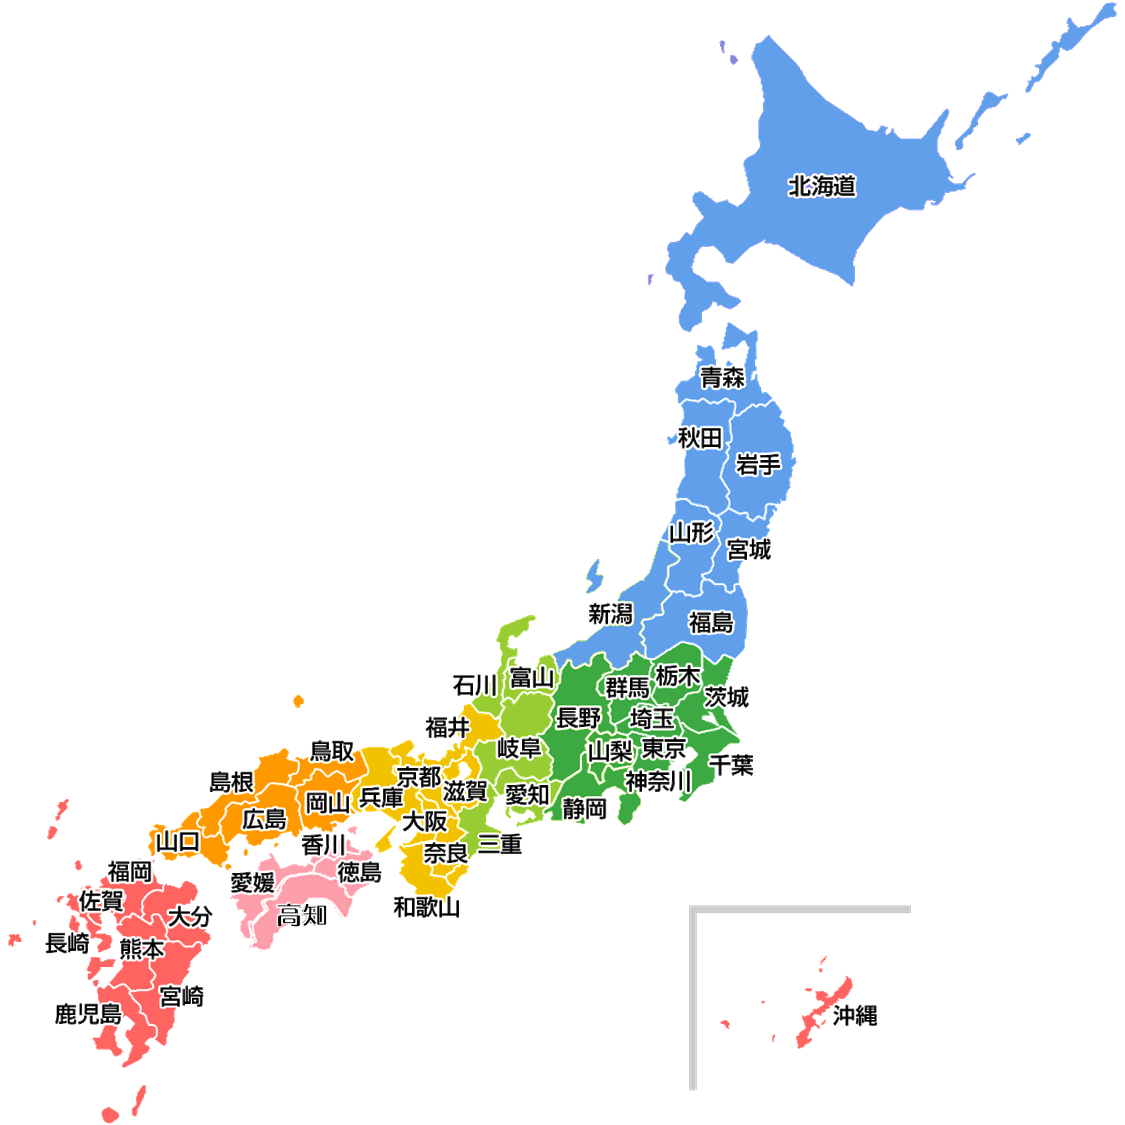 北海道
青森
秋田
岩手
山形
宮城
新潟
福島
石川
富山
群馬
栃木
茨城
福井
長野
埼玉
岐阜
山梨
東京
千葉
鳥取
島根
京都
神奈川
岡山
兵庫
滋賀
愛知
静岡
広島
大阪
山口
香川
奈良
三重
福岡
愛媛
徳島
佐賀
大分
高知
和歌山
長崎
熊本
宮崎
鹿児島
沖縄